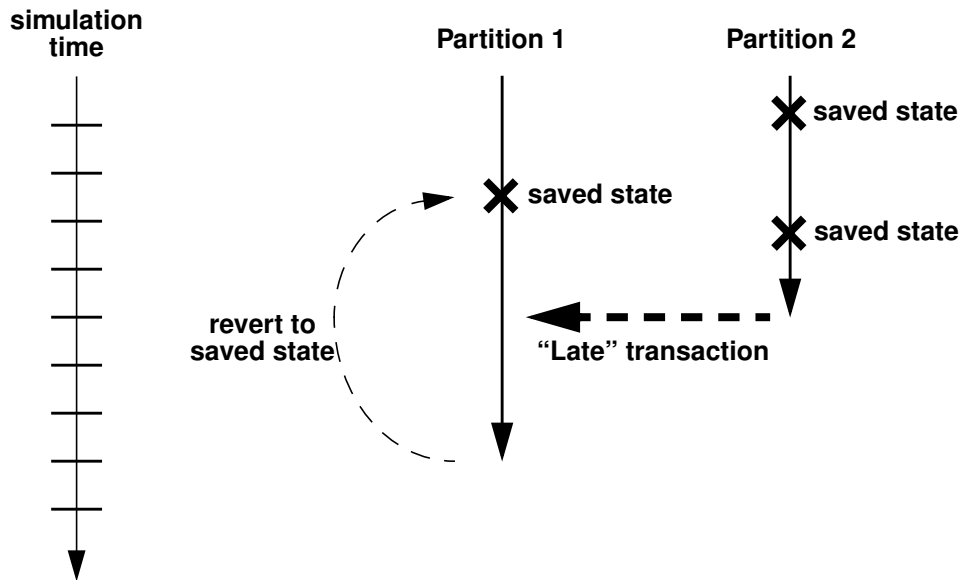 simulation
time
Partition 1
Partition 2
saved state
saved state
saved state
revert to
saved state
“Late” transaction